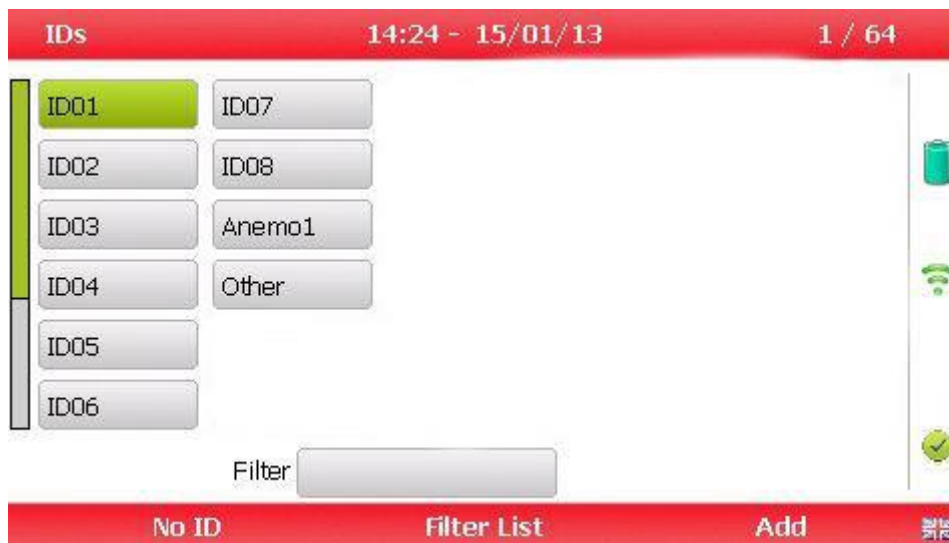 IDs 14:24 - 15/01/13 1 / 64
ID01 ID07
ID02 ID08
ID03 Anemo1
ID04 Other
ID05
ID06
Filter
No ID Filter List Add